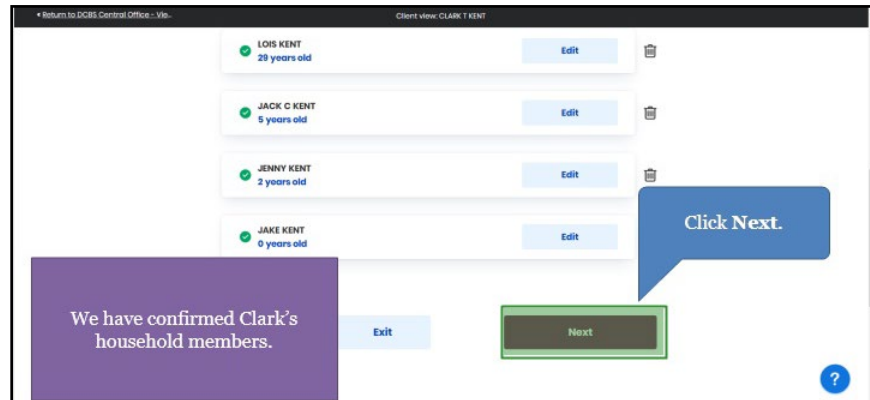 Return to DCBS Central Office - Vie..
Client view: CLARK T KENT
LOIS KENT
29 years old
Edit
JACK C KENT
5 years old
Edit
JENNY KENT
2 years old
Edit
JAKE KENT
0 years old
Edit
Click Next.
We have confirmed Clark's
household members.
Exit
Next
?